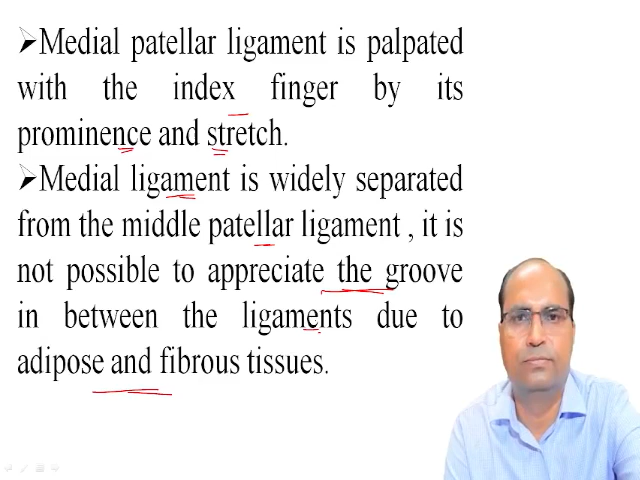 ➢Medial patellar ligament is palpated
with the index finger by its
prominence and stretch.
➢Medial ligament is widely separated
from the middle patellar ligament , it is
not possible to appreciate the groove
in between the ligaments due to
adipose and fibrous tissues.